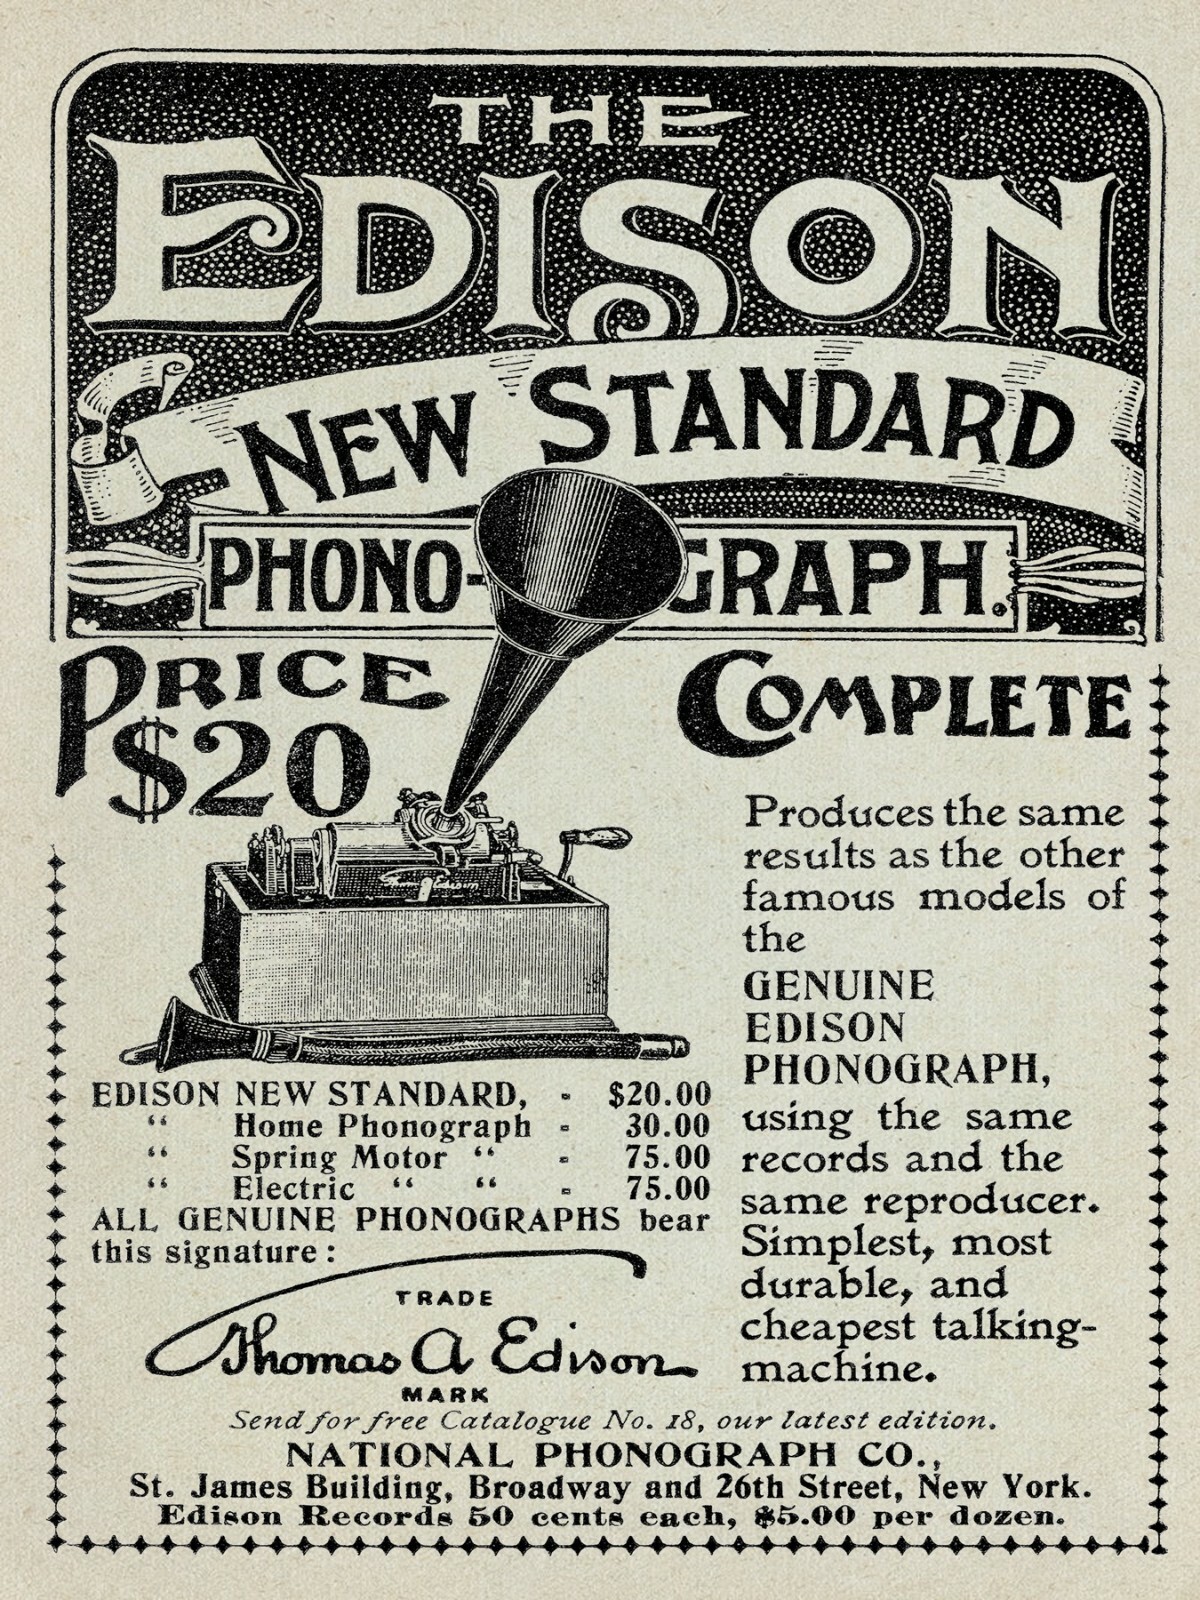 THE
EDISON
NEW STANDARD
PHONO-GRAPH.
PRICE
$20
COMPLETE
Produces the same
results as the other
famous models of
the
GENUINE
EDISON
PHONOGRAPH,
using the same
records and the
same reproducer.
Simplest, most
durable, and
cheapest talking-
machine.
EDISON NEW STANDARD, - $20.00
“ Home Phonograph - 30.00
“ Spring Motor “ - 75.00
“ Electric “ “ - 75.00
ALL GENUINE PHONOGRAPHS bear
this signature:
TRADE
Thomas A Edison
MARK
Send for free Catalogue No. 18, our latest edition.
NATIONAL PHONOGRAPH CO.,
St. James Building, Broadway and 26th Street, New York.
Edison Records 50 cents each, $5.00 per dozen.